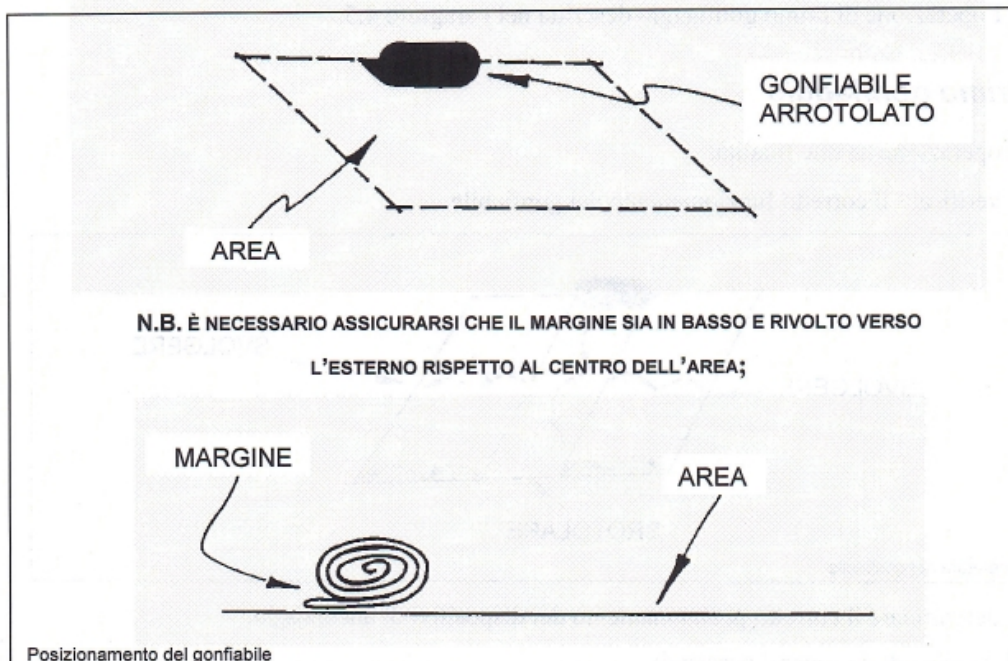 GONFIABILE
ARROTOLATO
AREA
N.B. È NECESSARIO ASSICURARSI CHE IL MARGINE SIA IN BASSO E RIVOLTO VERSO
L'ESTERNO RISPETTO AL CENTRO DELL'AREA;
MARGINE
AREA
Posizionamento del gonfiabile